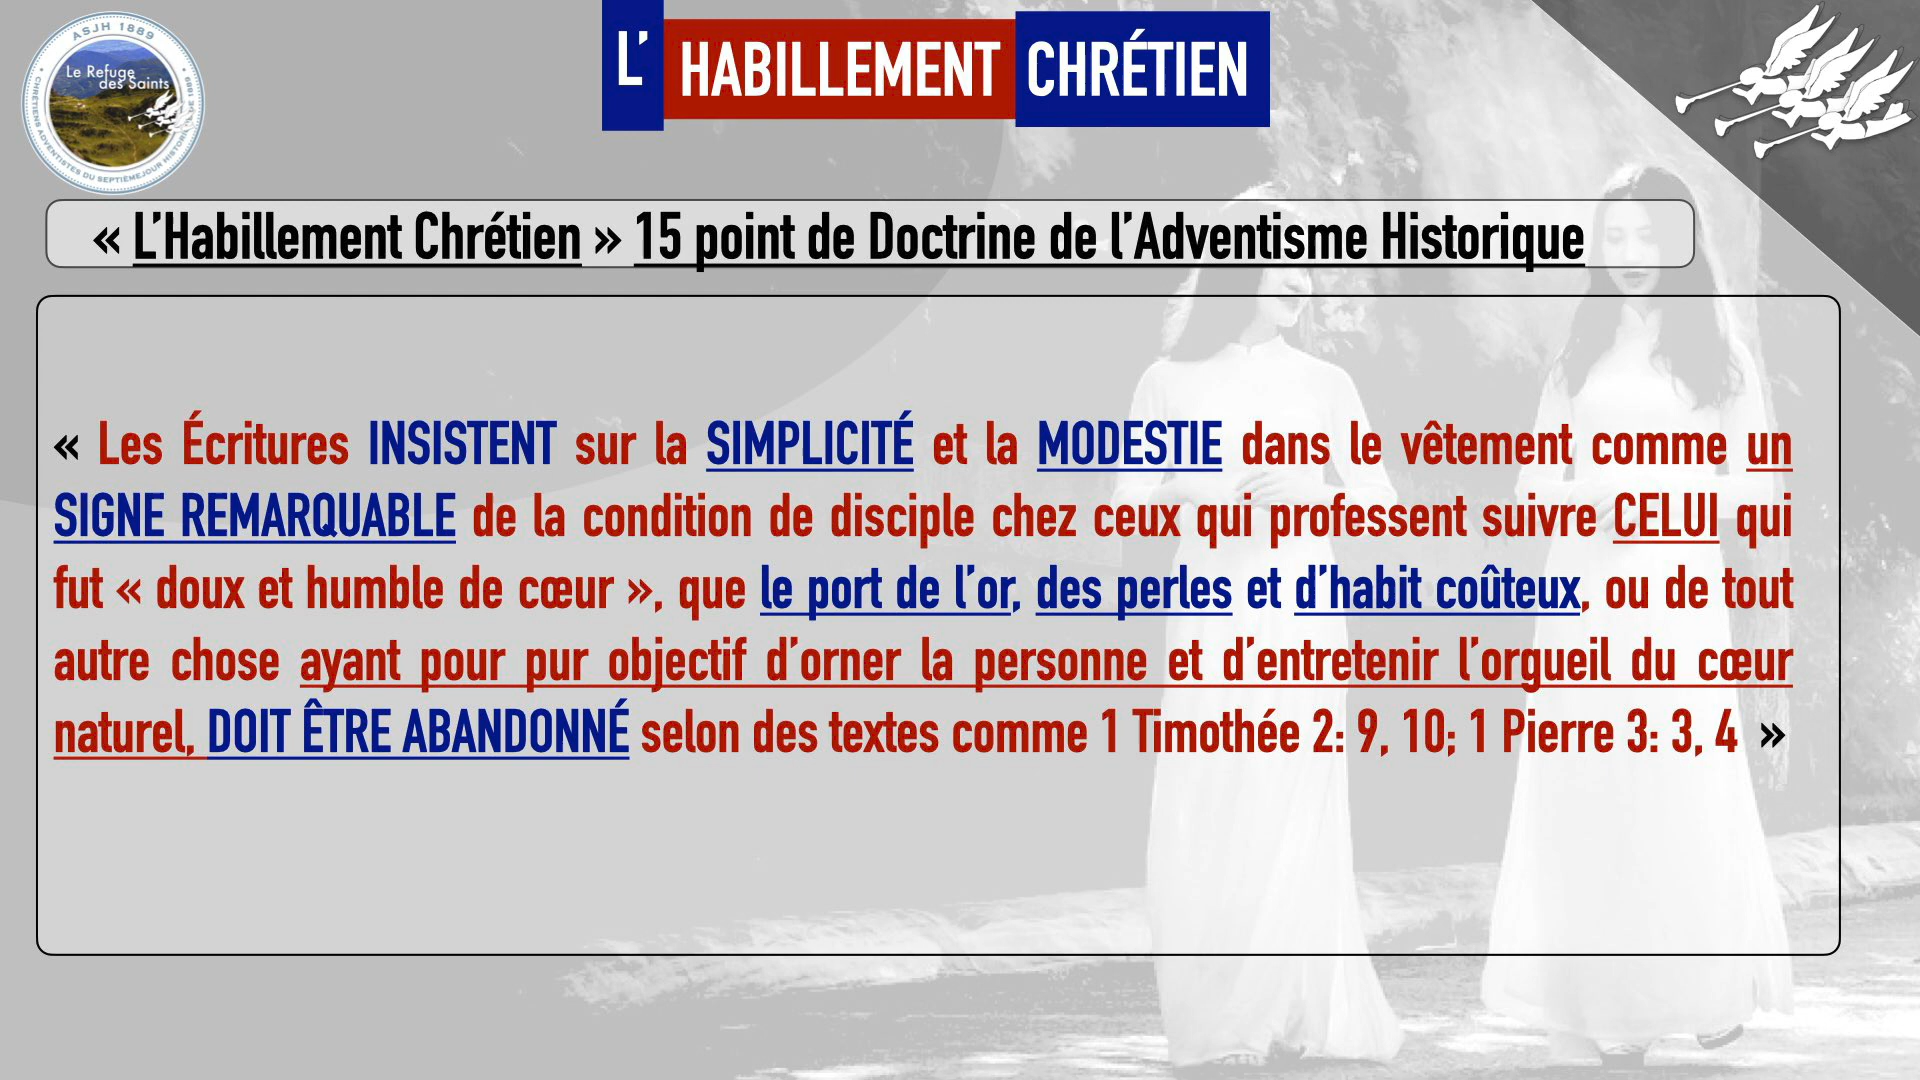 ASJH 1889
Le Refuge
des Saints
L’HABILLEMENT CHRÉTIEN
« L’Habillement Chrétien » 15 point de Doctrine de l’Adventisme Historique
« Les Écritures INSISTENT sur la SIMPLICITÉ et la MODESTIE dans le vêtement comme un
SIGNE REMARQUABLE de la condition de disciple chez ceux qui professent suivre CELUI qui
fut « doux et humble de cœur », que le port de l’or, des perles et d’habit coûteux, ou de tout
autre chose ayant pour pur objectif d’orner la personne et d’entretenir l’orgueil du cœur
naturel, DOIT ÊTRE ABANDONNÉ selon des textes comme 1 Timothée 2: 9, 10; 1 Pierre 3: 3, 4 »